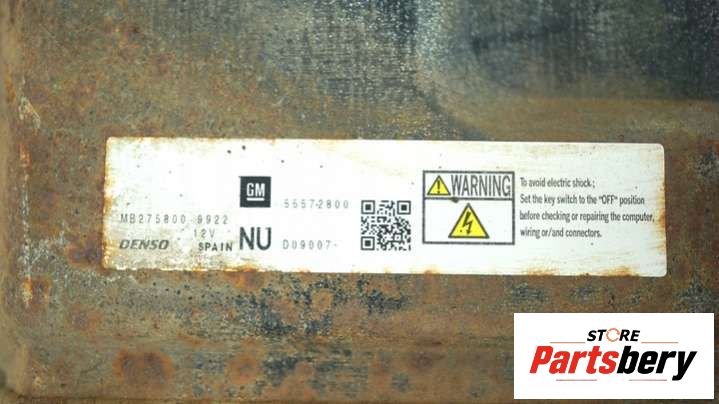 GM
55572800
MB275800 9922
12V
DENSO SPAIN NU D09007-
WARNING
To avoid electric shock;
Set the key switch to the "OFF" position
before checking or repairing the computer,
wiring or/and connectors.
STORE
Partsbery